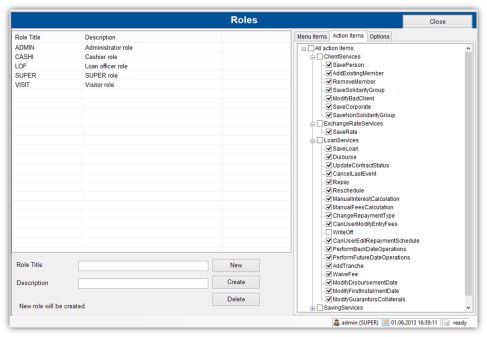 Roles
Close
Role Title Description
ADMIN Administrator role
CASHI Cashier role
LOF Loan officer role
SUPER SUPER role
VISIT Visitor role
Menu Items Action Items Options
All action items
ClientServices
SavePerson
AddExistingMember
RemoveMember
SaveSolidarityGroup
ModifyBadClient
SaveCorporate
SaveNonSolidarityGroup
ExchangeRateServices
SaveRate
LoanServices
SaveLoan
Disburse
UpdateContractStatus
CancelLastEvent
Repay
Reschedule
ManualInterestCalculation
ManualFeesCalculation
ChangeRepaymentType
CanUserModifyEntryFees
WriteOff
CanUserEditRepaymentSchedule
PerformBackDateOperations
PerformFutureDateOperations
AddTranche
WaiveFee
ModifyDisbursementDate
ModifyFirstInstalmentDate
ModifyGuarantorsCollaterals
SavingServices
Role Title: New
Description Create
Delete
New role will be created.
admin (SUPER) 01.06.2013 16:39:11 ready